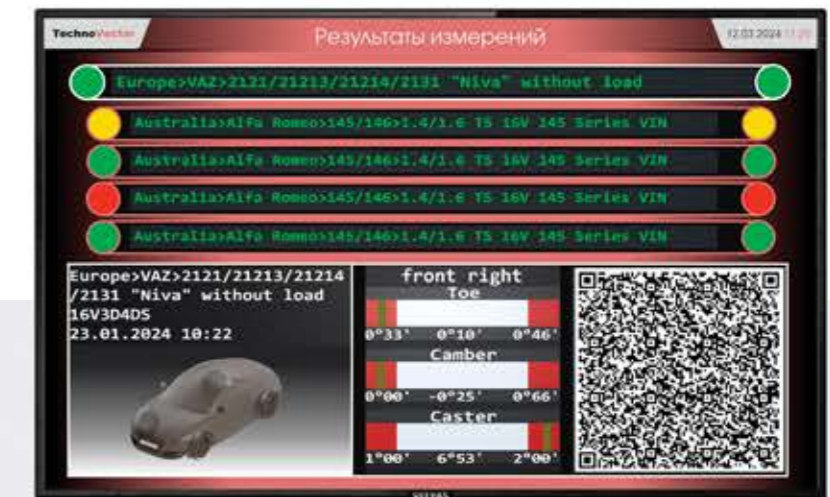 TechnoVector
Результаты измерений
12.03 2024 11:20
Europe>VAZ>2121/21213/21214/2131 "Niva" without load
Australia>Alfa Romeo>145/146>1.4/1.6 TS 16V 145 Series VIN
Australia>Alfa Romeo>145/146>1.4/1.6 TS 16V 145 Series VIN
Australia>Alfa Romeo>145/146>1.4/1.6 TS 16V 145 Series VIN
Australia>Alfa Romeo>145/146>1.4/1.6 TS 16V 145 Series VIN
Europe>VAZ>2121/21213/21214
/2131 "Niva" without load
16V3D4DS
23.01.2024 10:22
front right
Toe
0°33' 0°10' 0°46'
Camber
0°00' -0°25' 0°66'
Caster
1°00' 6°53' 2°00'